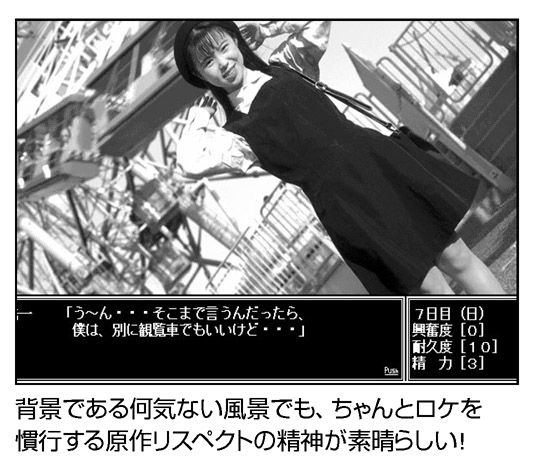 「う〜ん・・・そこまで言うんだったら、
僕は、別に観覧車でもいいけど・・・」
Push
7日目（日）
興奮度［0］
耐久度［10］
精　力［3］
背景である何気ない風景でも、ちゃんとロケを
慣行する原作リスペクトの精神が素晴らしい!